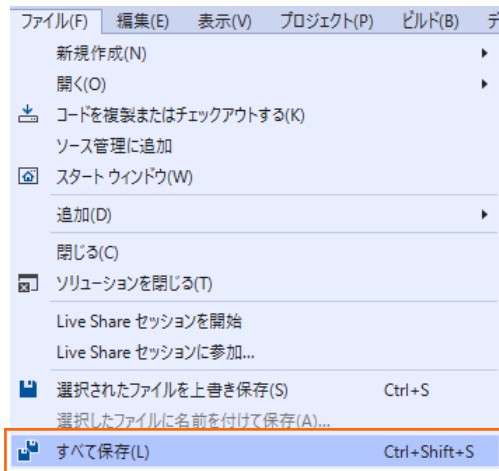 ファイル(F) 編集(E) 表示(V) プロジェクト(P) ビルド(B)
新規作成(N)
開く(O)
コードを複製またはチェックアウトする(K)
ソース管理に追加
スタート ウィンドウ(W)
追加(D)
閉じる(C)
ソリューションを閉じる(T)
Live Share セッションを開始
Live Share セッションに参加...
選択されたファイルを上書き保存(S) Ctrl+S
選択したファイルに名前を付けて保存(A)...
すべて保存(L) Ctrl+Shift+S